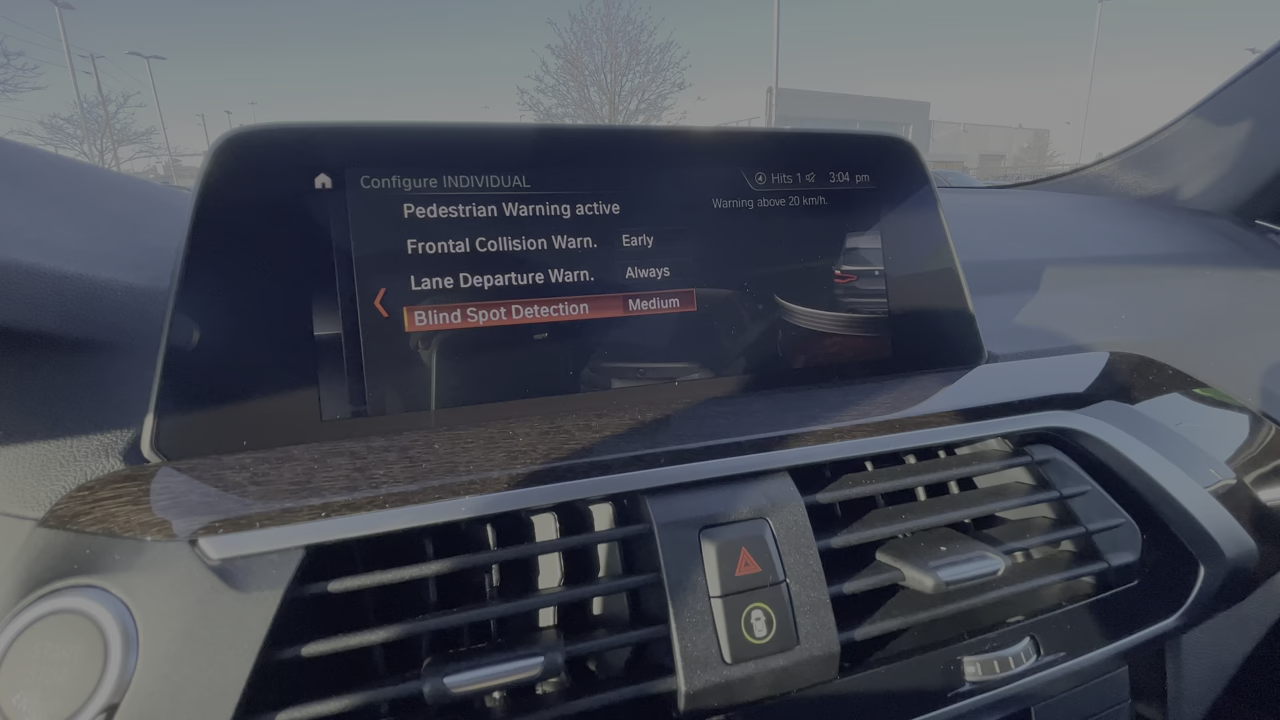 Configure INDIVIDUAL
Hits 1
3:04 pm
Pedestrian Warning active
Warning above 20 km/h.
Frontal Collision Warn. Early
Lane Departure Warn. Always
Blind Spot Detection Medium